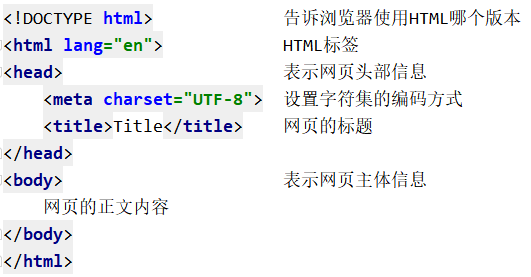 <!DOCTYPE html> 告诉浏览器使用HTML哪个版本
<html lang="en"> HTML标签
<head> 表示网页头部信息
<meta charset="UTF-8"> 设置字符集的编码方式
<title>Title</title> 网页的标题
</head>
<body> 表示网页主体信息
网页的正文内容
</body>
</html>